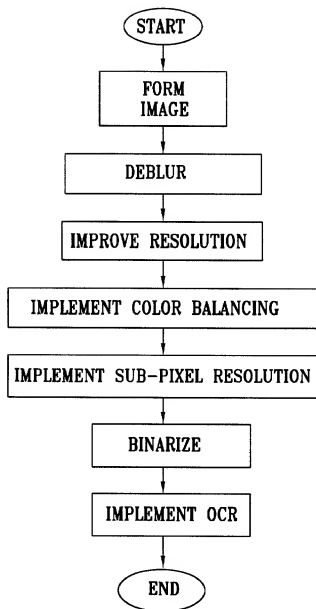 START
FORM
IMAGE
DEBLUR
IMPROVE RESOLUTION
IMPLEMENT COLOR BALANCING
IMPLEMENT SUB-PIXEL RESOLUTION
BINARIZE
IMPLEMENT OCR
END